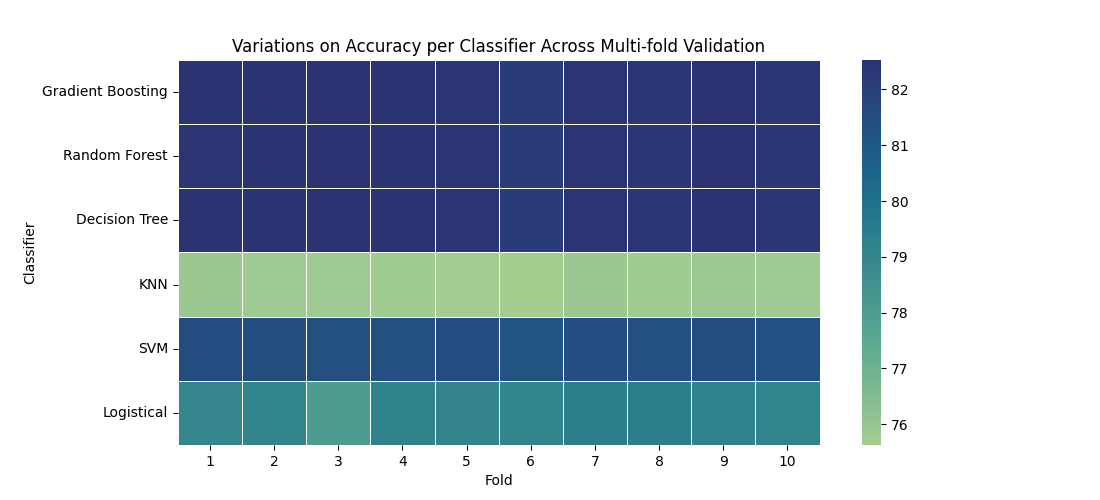 Variations on Accuracy per Classifier Across Multi-fold Validation
Classifier
Gradient Boosting
Random Forest
Decision Tree
KNN
SVM
Logistical
1 2 3 4 5 6 7 8 9 10
Fold
82
81
80
79
78
77
76